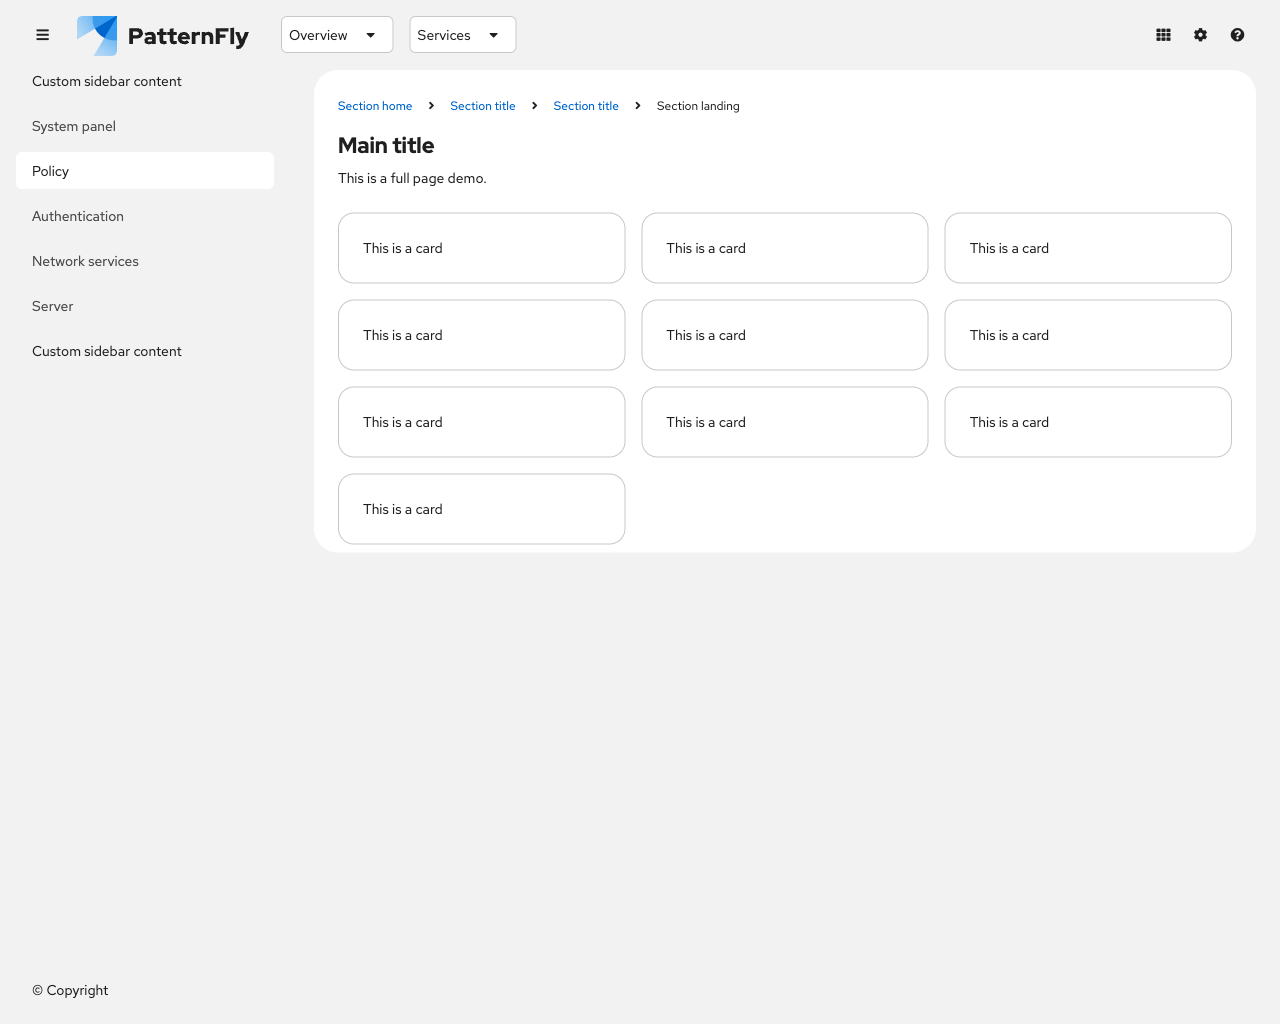 PatternFly
Overview
Services
Custom sidebar content
System panel
Policy
Authentication
Network services
Server
Custom sidebar content
Section home > Section title > Section title > Section landing
Main title
This is a full page demo.
This is a card
This is a card
This is a card
This is a card
This is a card
This is a card
This is a card
This is a card
This is a card
This is a card
© Copyright